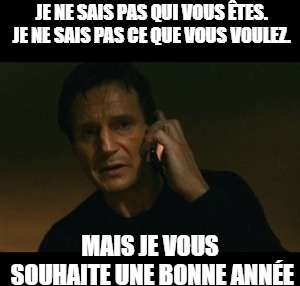 JE NE SAIS PAS QUI VOUS ÊTES.
JE NE SAIS PAS CE QUE VOUS VOULEZ.
MAIS JE VOUS
SOUHAITE UNE BONNE ANNÉE